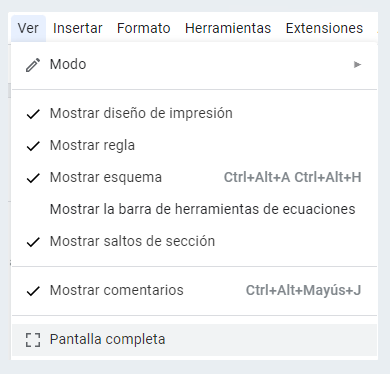 Ver Insertar Formato Herramientas Extensiones
Modo
Mostrar diseño de impresión
Mostrar regla
Mostrar esquema Ctrl+Alt+A Ctrl+Alt+H
Mostrar la barra de herramientas de ecuaciones
Mostrar saltos de sección
Mostrar comentarios Ctrl+Alt+Mayús+J
Pantalla completa